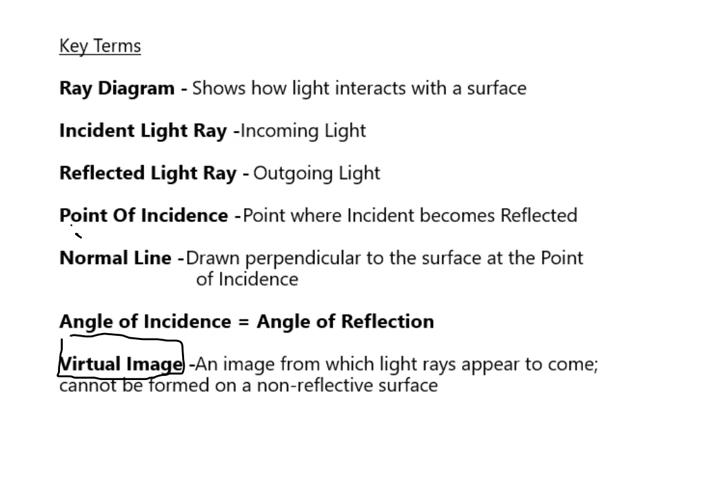 Key Terms
Ray Diagram - Shows how light interacts with a surface
Incident Light Ray -Incoming Light
Reflected Light Ray - Outgoing Light
Point Of Incidence -Point where Incident becomes Reflected
Normal Line -Drawn perpendicular to the surface at the Point
of Incidence
Angle of Incidence = Angle of Reflection
Virtual Image -An image from which light rays appear to come;
cannot be formed on a non-reflective surface